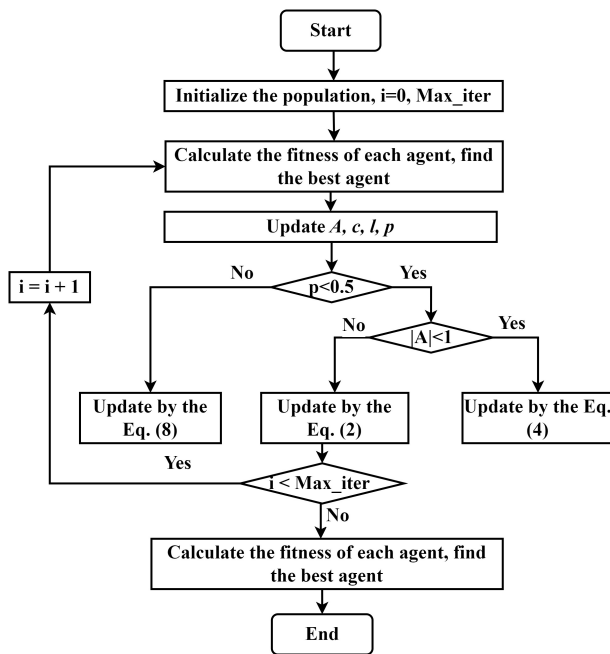 Start
Initialize the population, i=0, Max_iter
Calculate the fitness of each agent, find
the best agent
Update A, c, l, p
No
Yes
p<0.5
i = i + 1
No
Yes
|A|<1
Update by the
Eq. (8)
Update by the
Eq. (2)
Update by the Eq.
(4)
Yes
i < Max_iter
No
Calculate the fitness of each agent, find
the best agent
End